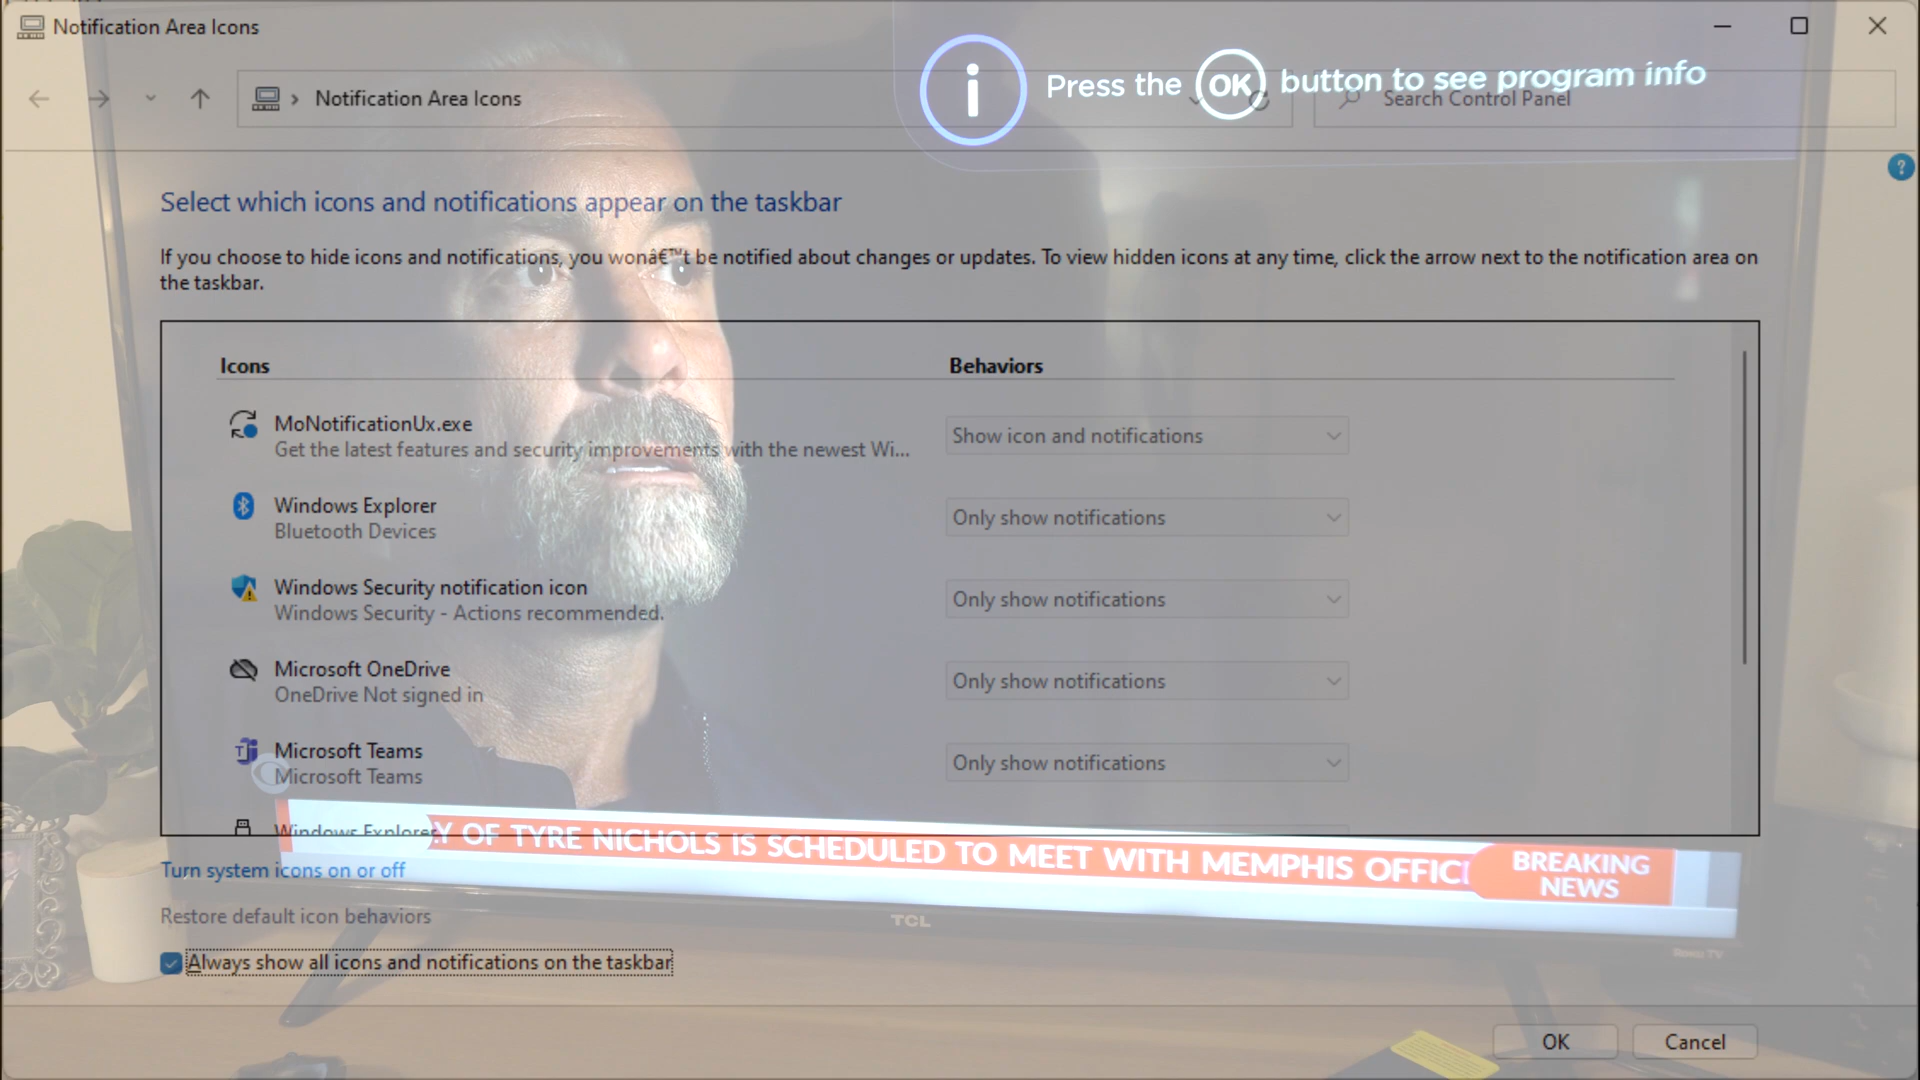 Notification Area Icons
Press the OK button to see program info
Notification Area Icons
Search Control Panel
Select which icons and notifications appear on the taskbar
If you choose to hide icons and notifications, you wonâ€™t be notified about changes or updates. To view hidden icons at any time, click the arrow next to the notification area on
the taskbar.
Icons
Behaviors
MoNotificationUx.exe
Get the latest features and security improvements with the newest Wi...
Show icon and notifications
Windows Explorer
Bluetooth Devices
Only show notifications
Windows Security notification icon
Windows Security - Actions recommended.
Only show notifications
Microsoft OneDrive
OneDrive Not signed in
Only show notifications
Microsoft Teams
Microsoft Teams
Only show notifications
Windows Explorer
Y OF TYRE NICHOLS IS SCHEDULED TO MEET WITH MEMPHIS OFFICI
BREAKING
NEWS
Turn system icons on or off
Restore default icon behaviors
TCL
Roku TV
Always show all icons and notifications on the taskbar
OK
Cancel